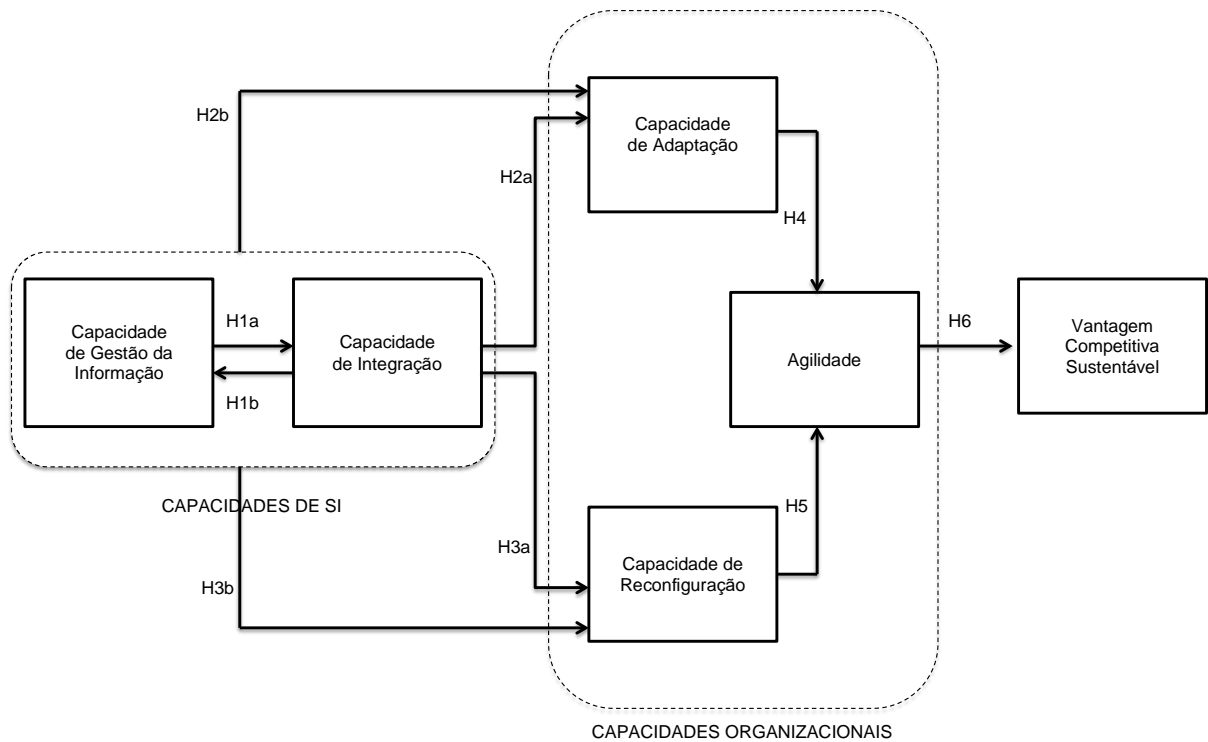 H2b
Capacidade
de Adaptação
H2a
H4
Capacidade
de Gestão da
Informação
H1a
H1b
Capacidade
de Integração
Agilidade
H6
Vantagem
Competitiva
Sustentável
CAPACIDADES DE SI
H3a
H3b
Capacidade de
Reconfiguração
H5
CAPACIDADES ORGANIZACIONAIS